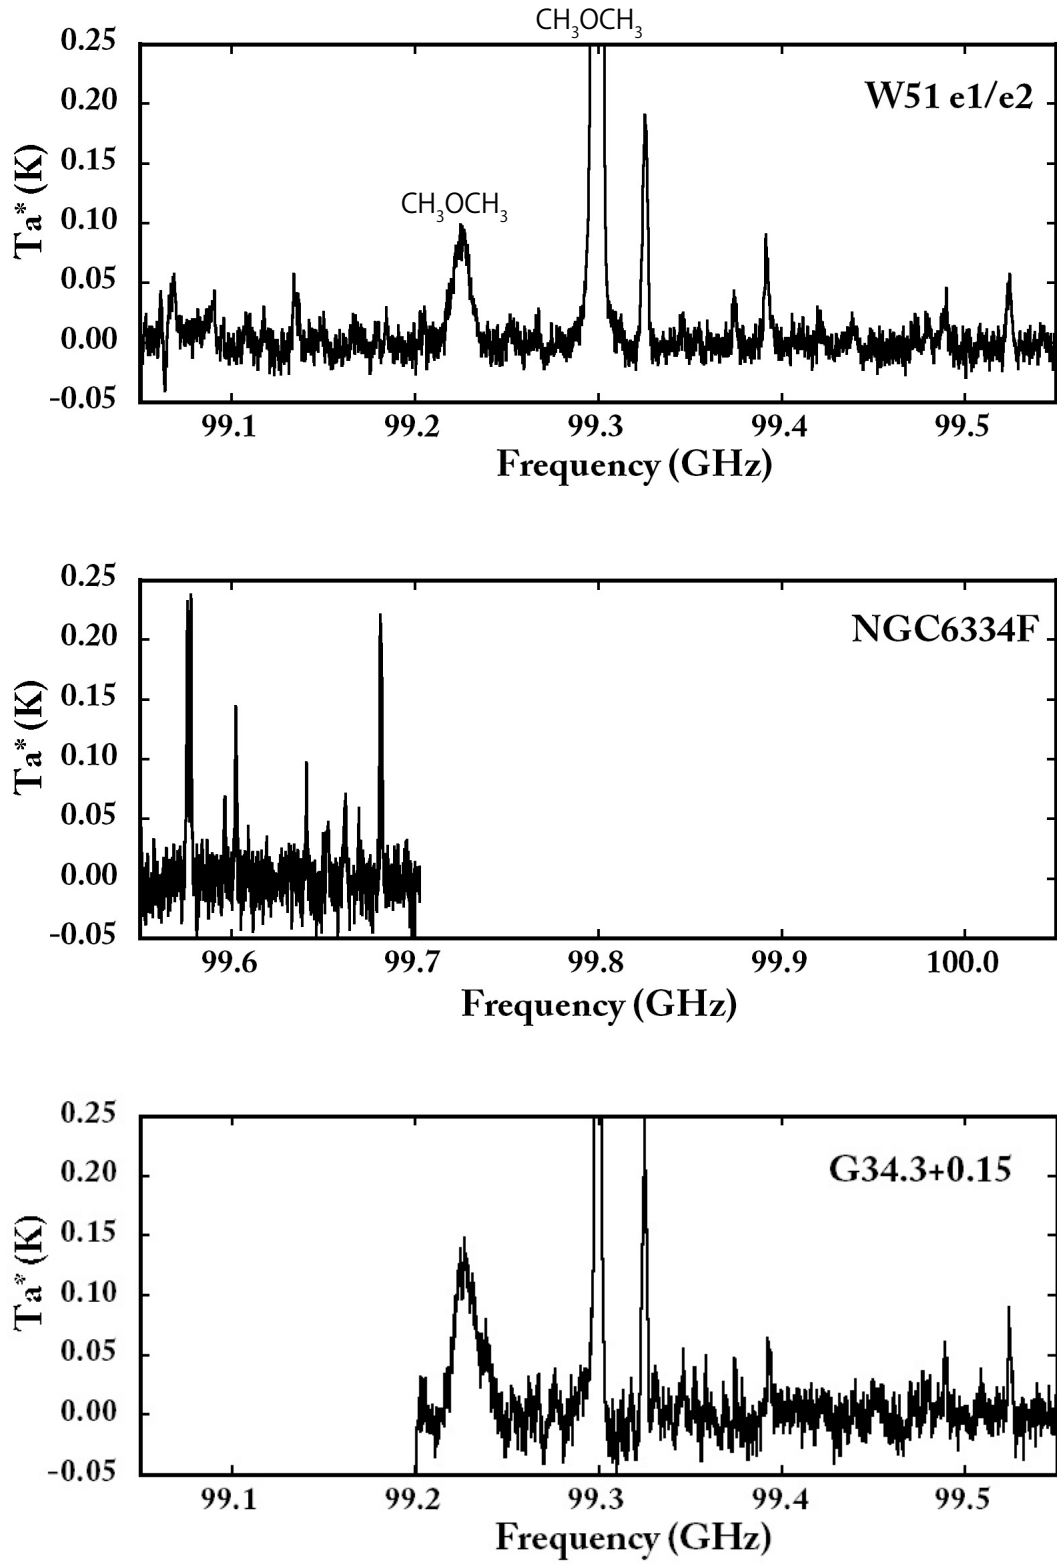 CH3OCH3
0.25
W51 e1/e2
0.20
0.15
CH3OCH3
0.10
0.05
0.00
-0.05
Ta* (K)
99.1 99.2 99.3 99.4 99.5
Frequency (GHz)
0.25
NGC6334F
0.20
0.15
0.10
0.05
0.00
-0.05
Ta* (K)
99.6 99.7 99.8 99.9 100.0
Frequency (GHz)
0.25
G34.3+0.15
0.20
0.15
0.10
0.05
0.00
-0.05
Ta* (K)
99.1 99.2 99.3 99.4 99.5
Frequency (GHz)